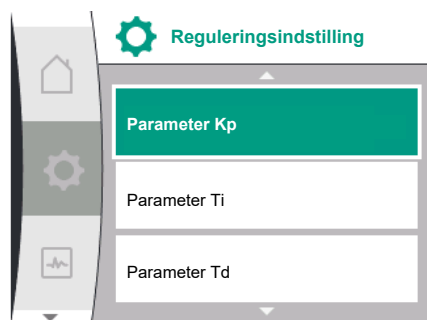 Reguleringsindstilling
Parameter Kp
Parameter Ti
Parameter Td